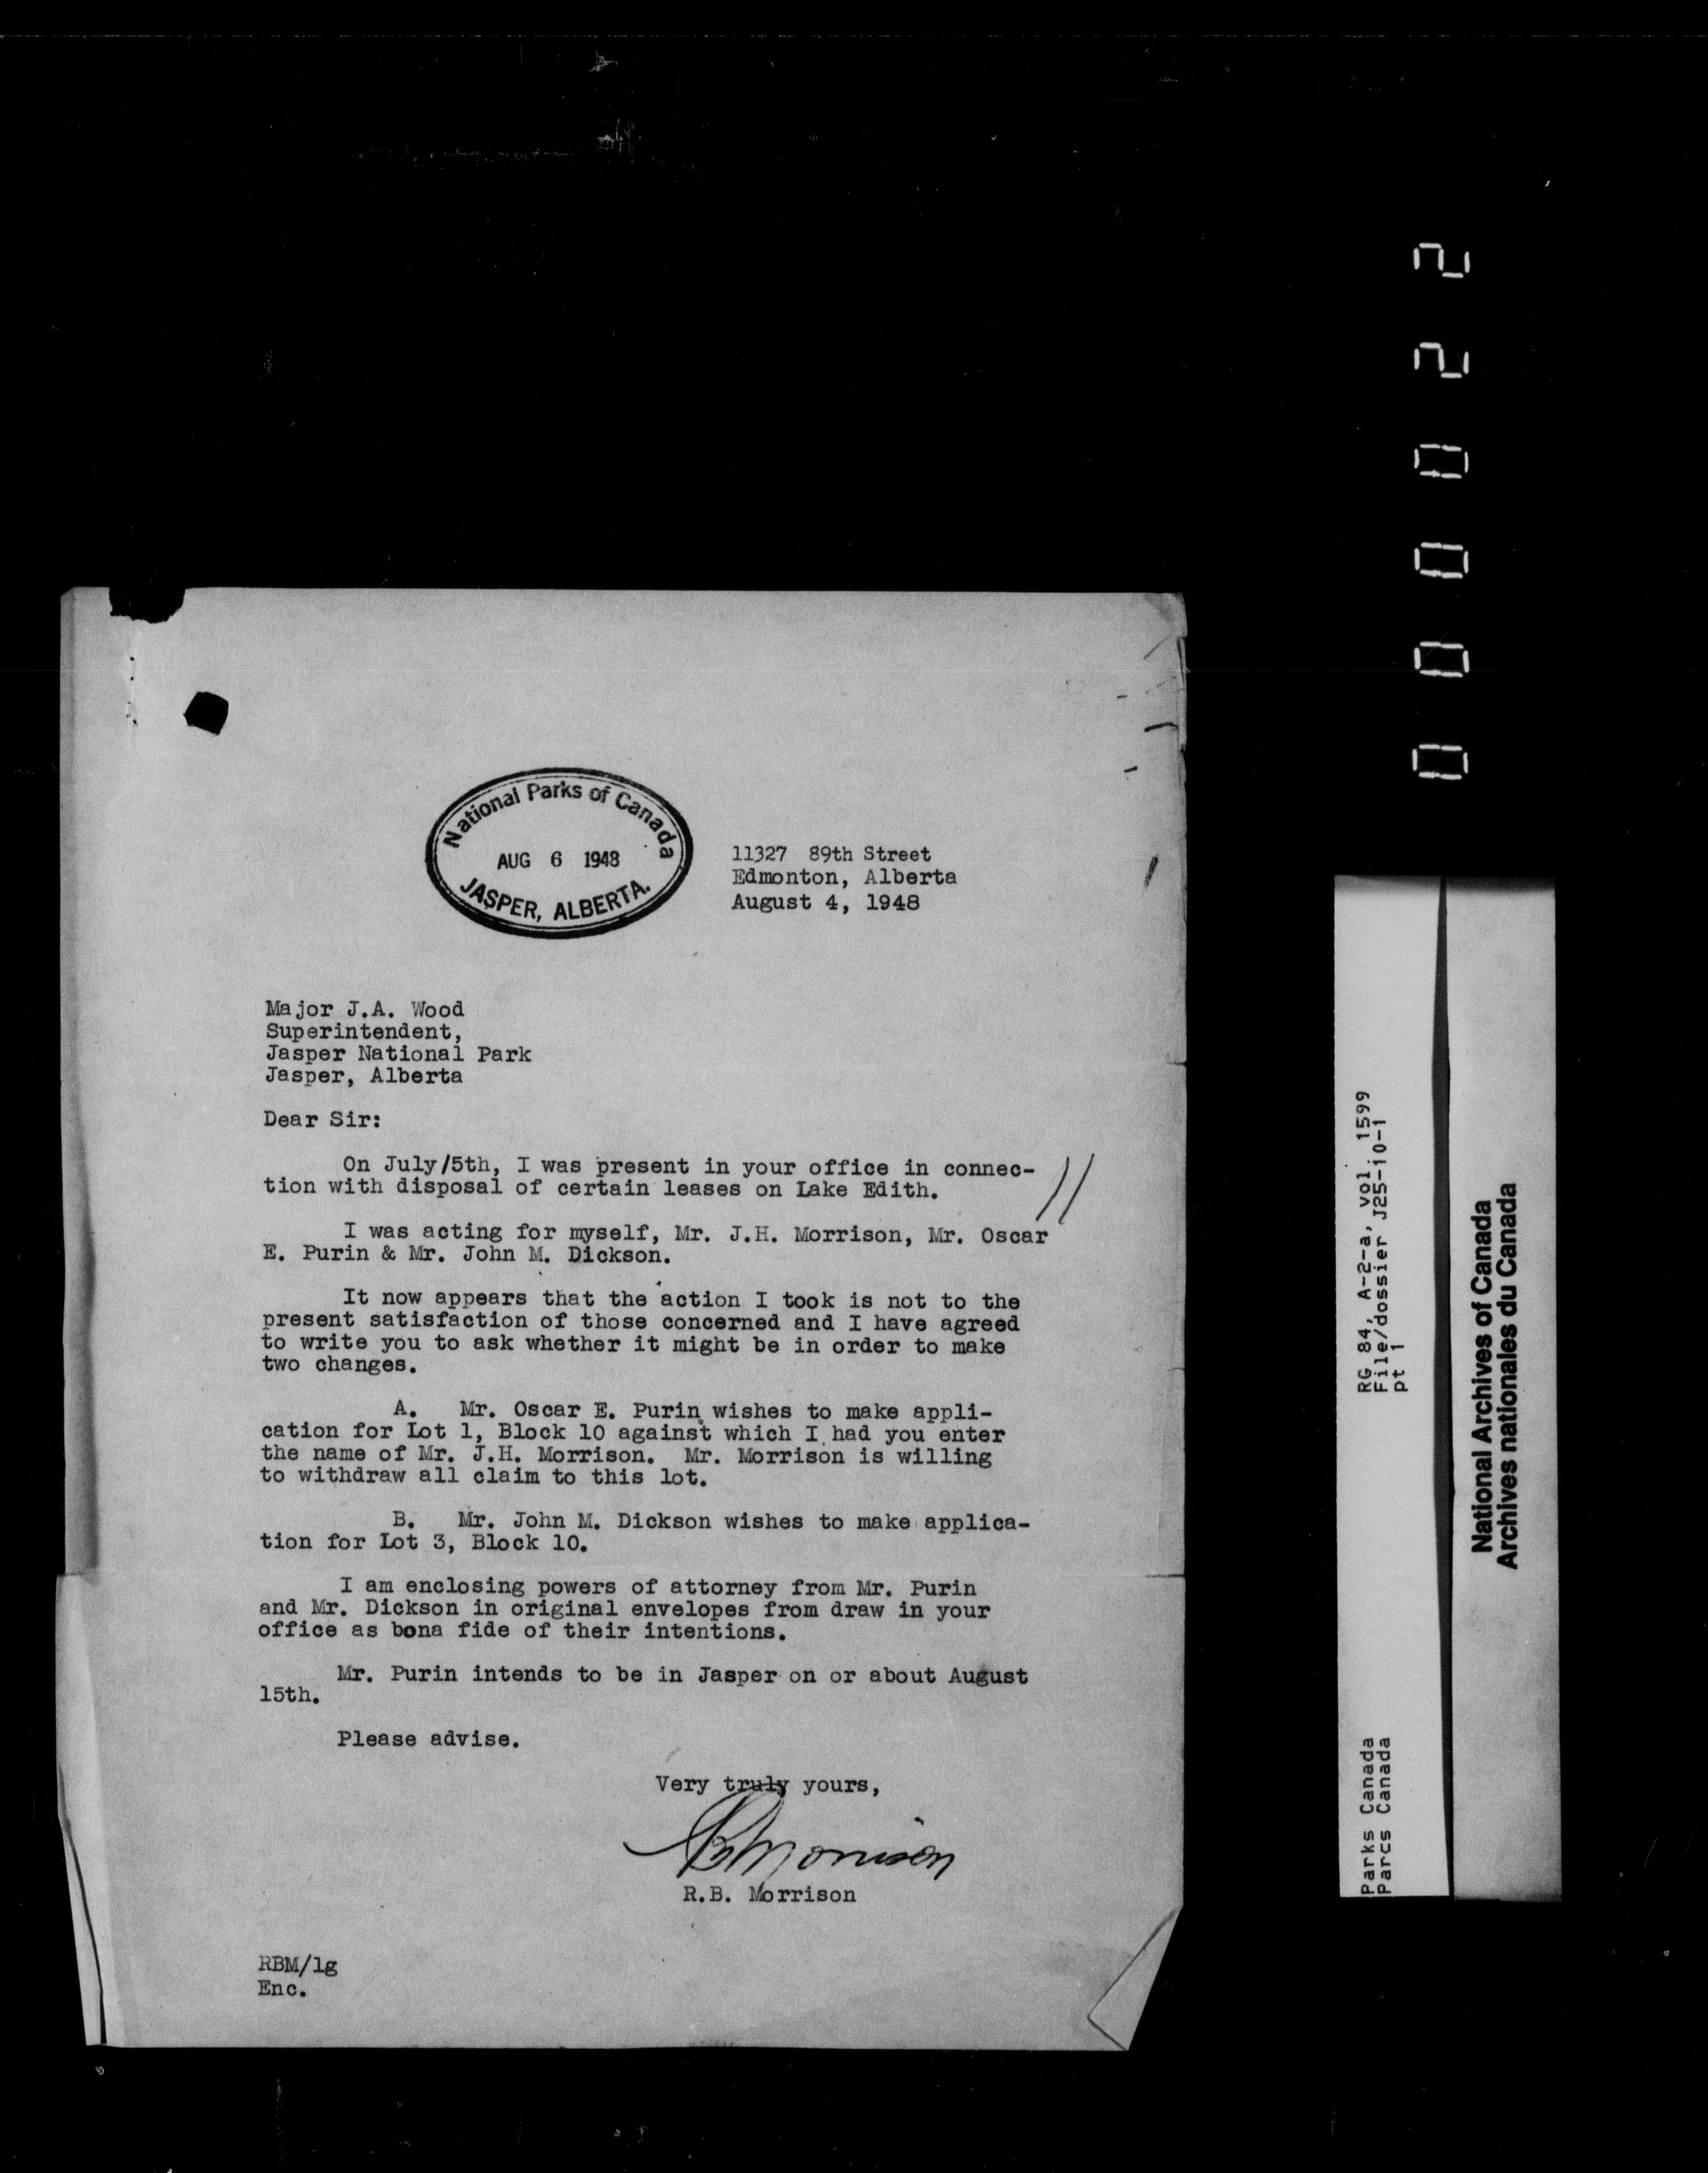 National Parks of Canada
AUG 6 1948
JASPER, ALBERTA.
11327 89th Street
Edmonton, Alberta
August 4, 1948
Major J.A. Wood
Superintendent,
Jasper National Park
Jasper, Alberta
Dear Sir:
On July/5th, I was present in your office in connec-
tion with disposal of certain leases on Lake Edith.
I was acting for myself, Mr. J.H. Morrison, Mr. Oscar
E. Purin & Mr. John M. Dickson.
It now appears that the action I took is not to the
present satisfaction of those concerned and I have agreed
to write you to ask whether it might be in order to make
two changes.
A. Mr. Oscar E. Purin wishes to make appli-
cation for Lot 1, Block 10 against which I had you enter
the name of Mr. J.H. Morrison. Mr. Morrison is willing
to withdraw all claim to this lot.
B. Mr. John M. Dickson wishes to make applica-
tion for Lot 3, Block 10.
I am enclosing powers of attorney from Mr. Purin
and Mr. Dickson in original envelopes from draw in your
office as bona fide of their intentions.
Mr. Purin intends to be in Jasper on or about August
15th.
Please advise.
Very truly yours,
RBMorrison
R.B. Morrison
RBM/lg
Enc.
000022
Parks Canada
Parcs Canada
RG 84, A-2-a, vol. 1599
File/dossier J25-10-1
pt 1
National Archives of Canada
Archives nationales du Canada